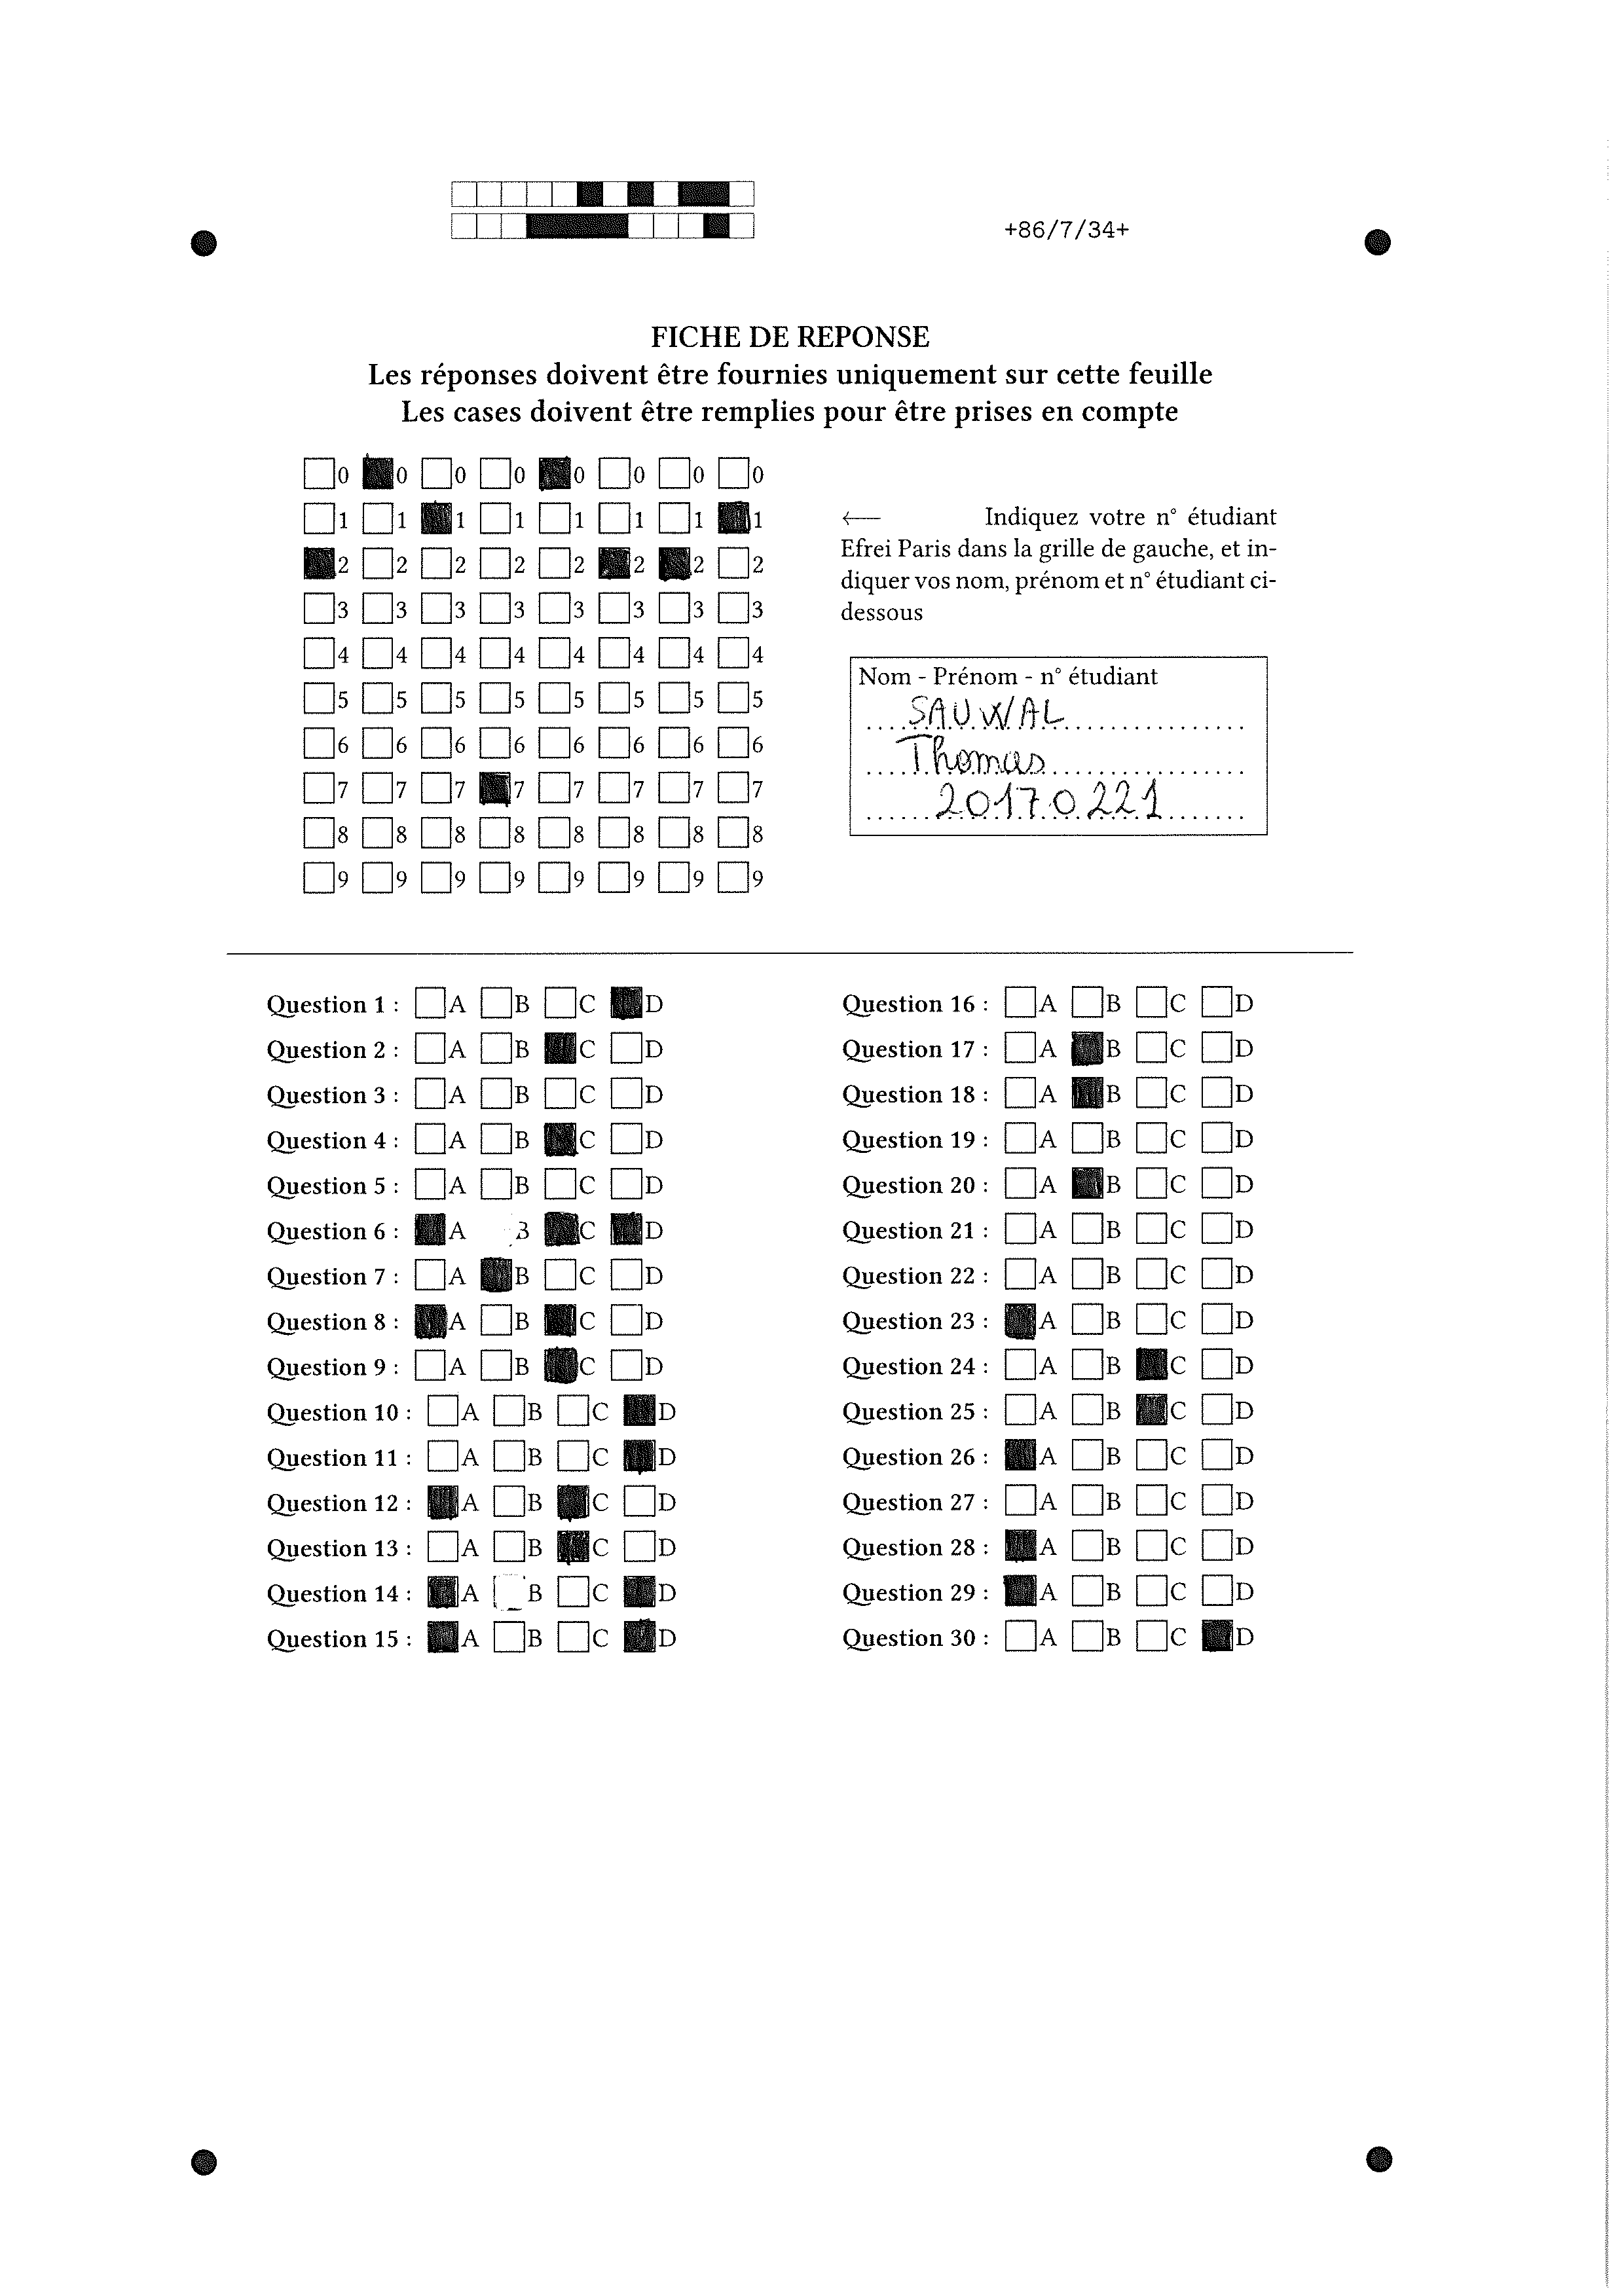 +86/7/34+
FICHE DE REPONSE
Les réponses doivent être fournies uniquement sur cette feuille
Les cases doivent être remplies pour être prises en compte
0 0 0 0 0 0 0 0
1 1 1 1 1 1 1 1
2 2 2 2 2 2 2 2
3 3 3 3 3 3 3 3
4 4 4 4 4 4 4 4
5 5 5 5 5 5 5 5
6 6 6 6 6 6 6 6
7 7 7 7 7 7 7 7
8 8 8 8 8 8 8 8
9 9 9 9 9 9 9 9
← Indiquez votre n° étudiant
Efrei Paris dans la grille de gauche, et in-
diquer vos nom, prénom et n° étudiant ci-
dessous
Nom - Prénom - n° étudiant
SAUWAL
Thomas
20170221
Question 1 : A B C D
Question 2 : A B C D
Question 3 : A B C D
Question 4 : A B C D
Question 5 : A B C D
Question 6 : A B C D
Question 7 : A B C D
Question 8 : A B C D
Question 9 : A B C D
Question 10 : A B C D
Question 11 : A B C D
Question 12 : A B C D
Question 13 : A B C D
Question 14 : A B C D
Question 15 : A B C D
Question 16 : A B C D
Question 17 : A B C D
Question 18 : A B C D
Question 19 : A B C D
Question 20 : A B C D
Question 21 : A B C D
Question 22 : A B C D
Question 23 : A B C D
Question 24 : A B C D
Question 25 : A B C D
Question 26 : A B C D
Question 27 : A B C D
Question 28 : A B C D
Question 29 : A B C D
Question 30 : A B C D